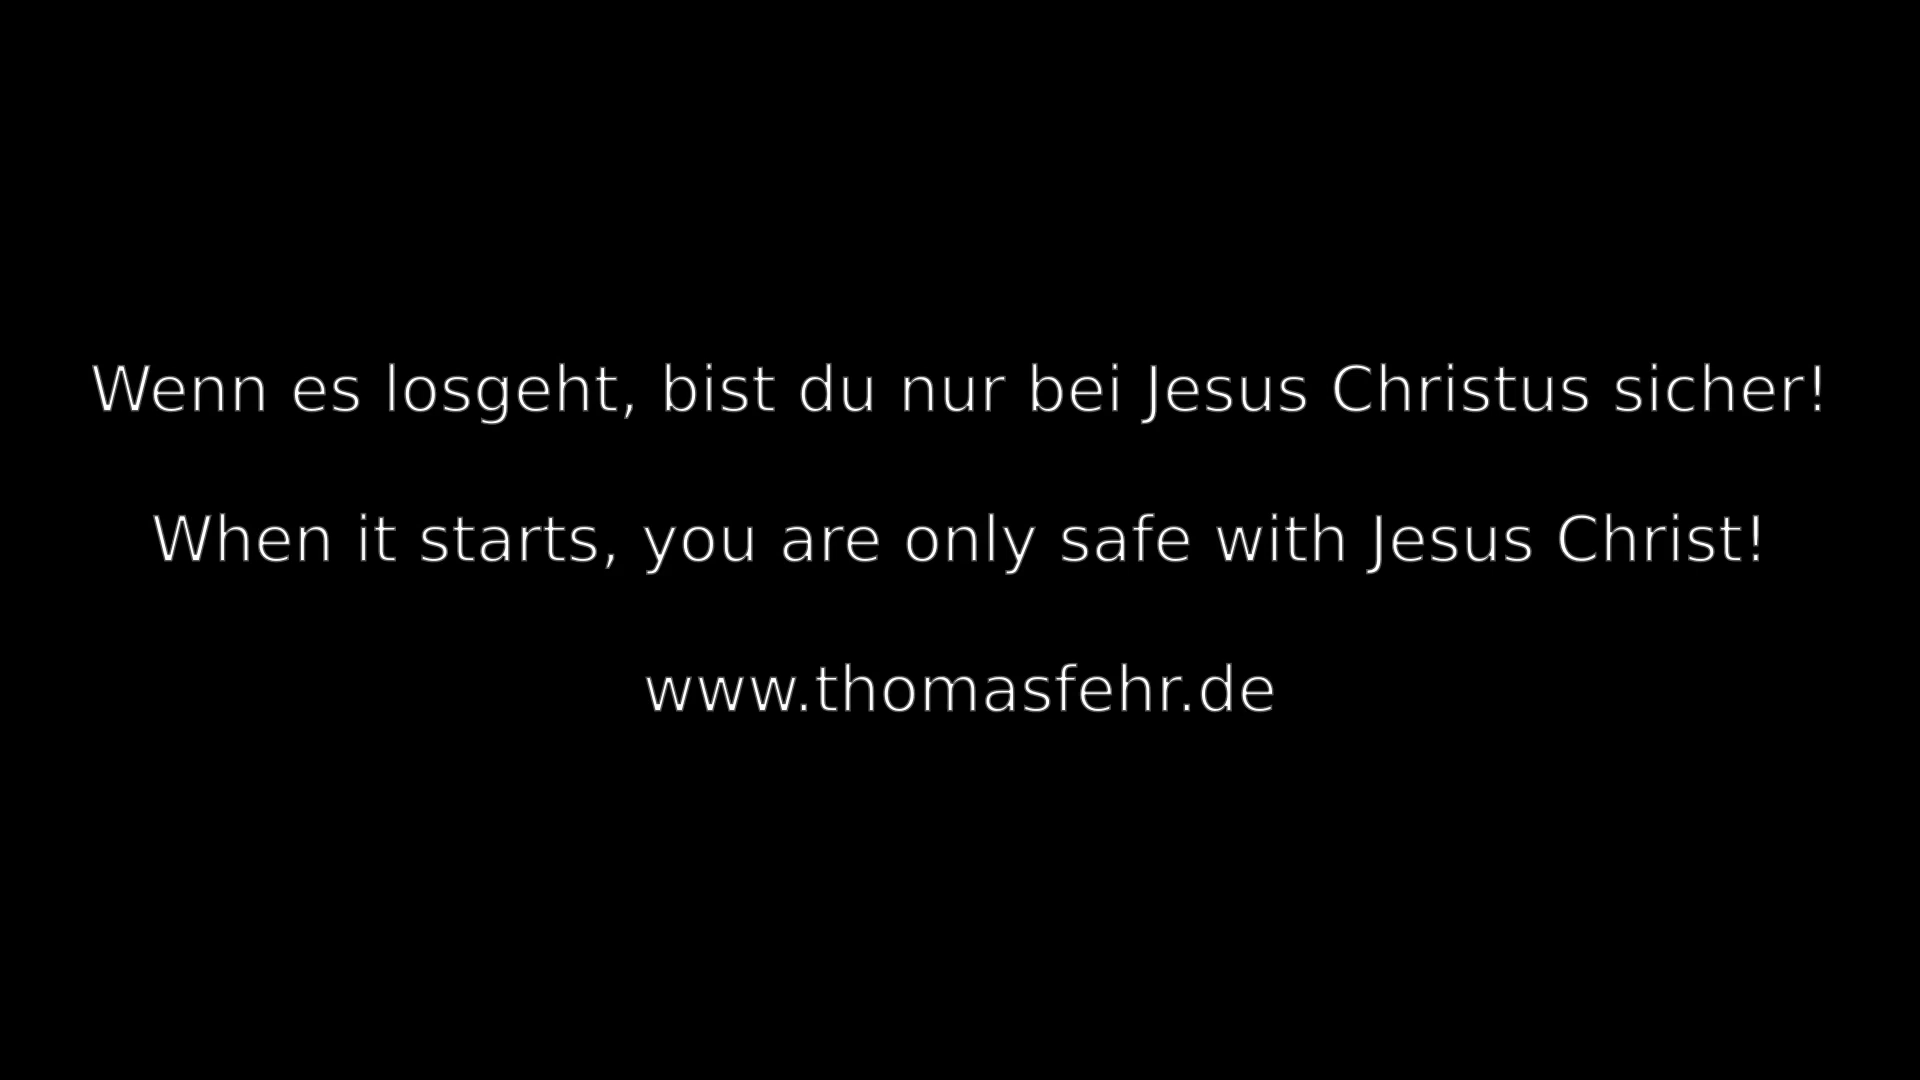 Wenn es losgeht, bist du nur bei Jesus Christus sicher!
When it starts, you are only safe with Jesus Christ!
www.thomasfehr.de